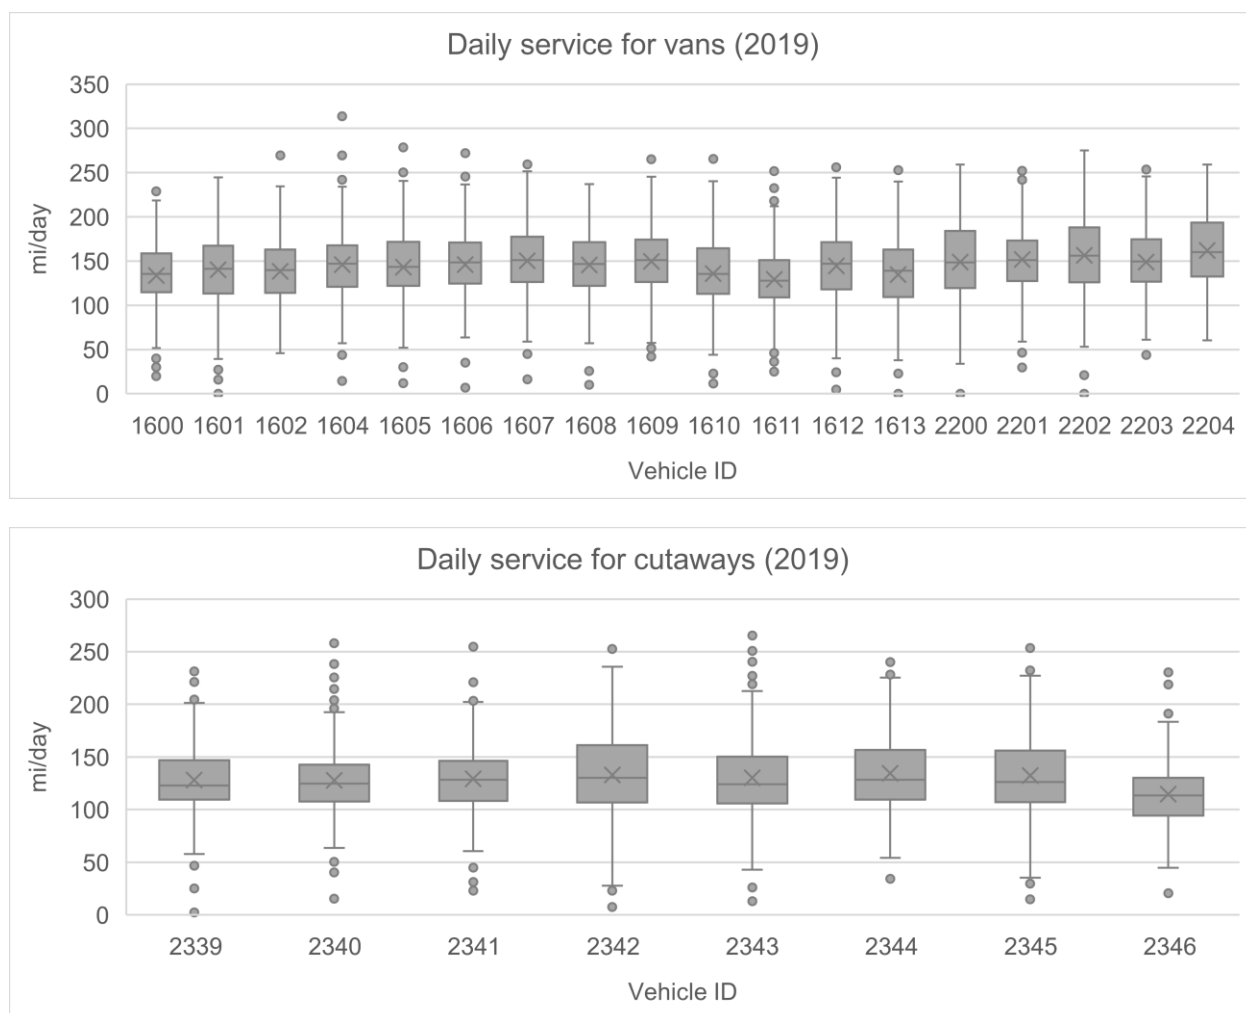 Daily service for vans (2019)
350
300
250
200
150
100
50
0
mi/day
1600 1601 1602 1604 1605 1606 1607 1608 1609 1610 1611 1612 1613 2200 2201 2202 2203 2204
Vehicle ID
Daily service for cutaways (2019)
300
250
200
150
100
50
0
mi/day
2339 2340 2341 2342 2343 2344 2345 2346
Vehicle ID